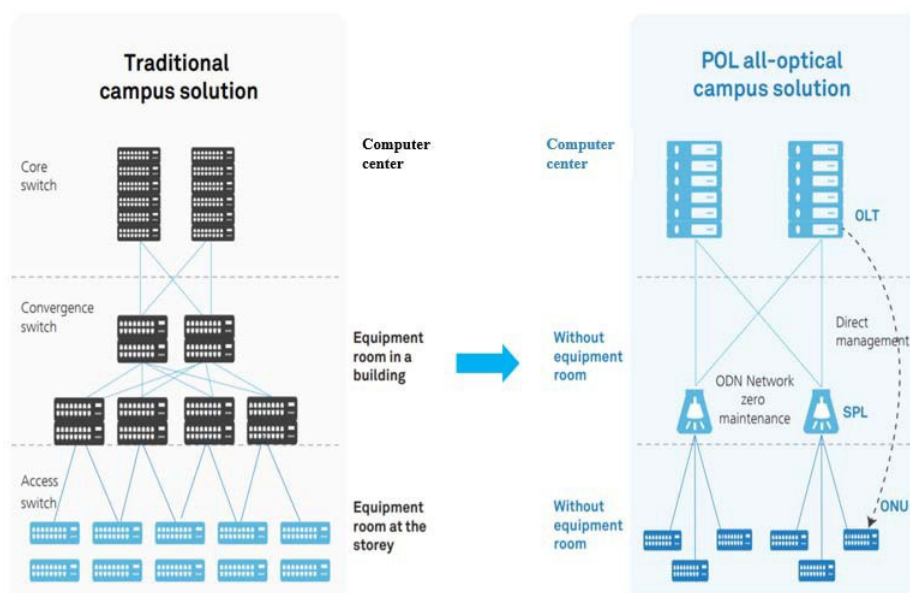 Traditional
campus solution
Core
switch
Convergence
switch
Access
switch
Computer
center
Equipment
room in a
building
Equipment
room at the
storey
Computer
center
Without
equipment
room
Without
equipment
room
POL all-optical
campus solution
OLT
Direct
management
ODN Network
zero
maintenance
SPL
ONU